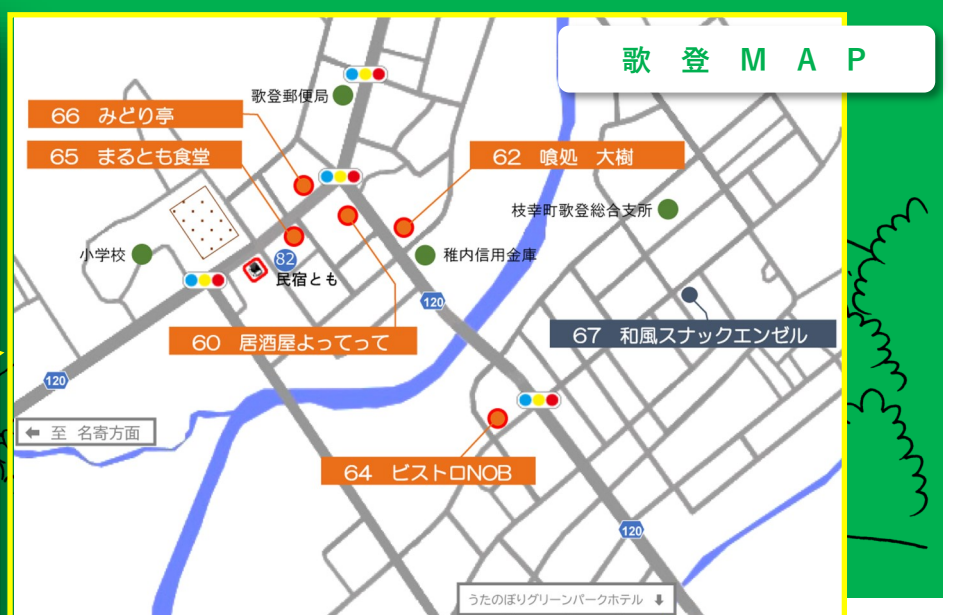 歌登MAP
歌登郵便局
66 みどり亭
65 まるとも食堂
62 喰処 大樹
枝幸町歌登総合支所
小学校
稚内信用金庫
82
民宿とも
120
60 居酒屋よってって
67 和風スナックエンゼル
120
← 至 名寄方面
64 ビストロNOB
120
うたのぼりグリーンパークホテル ⬇